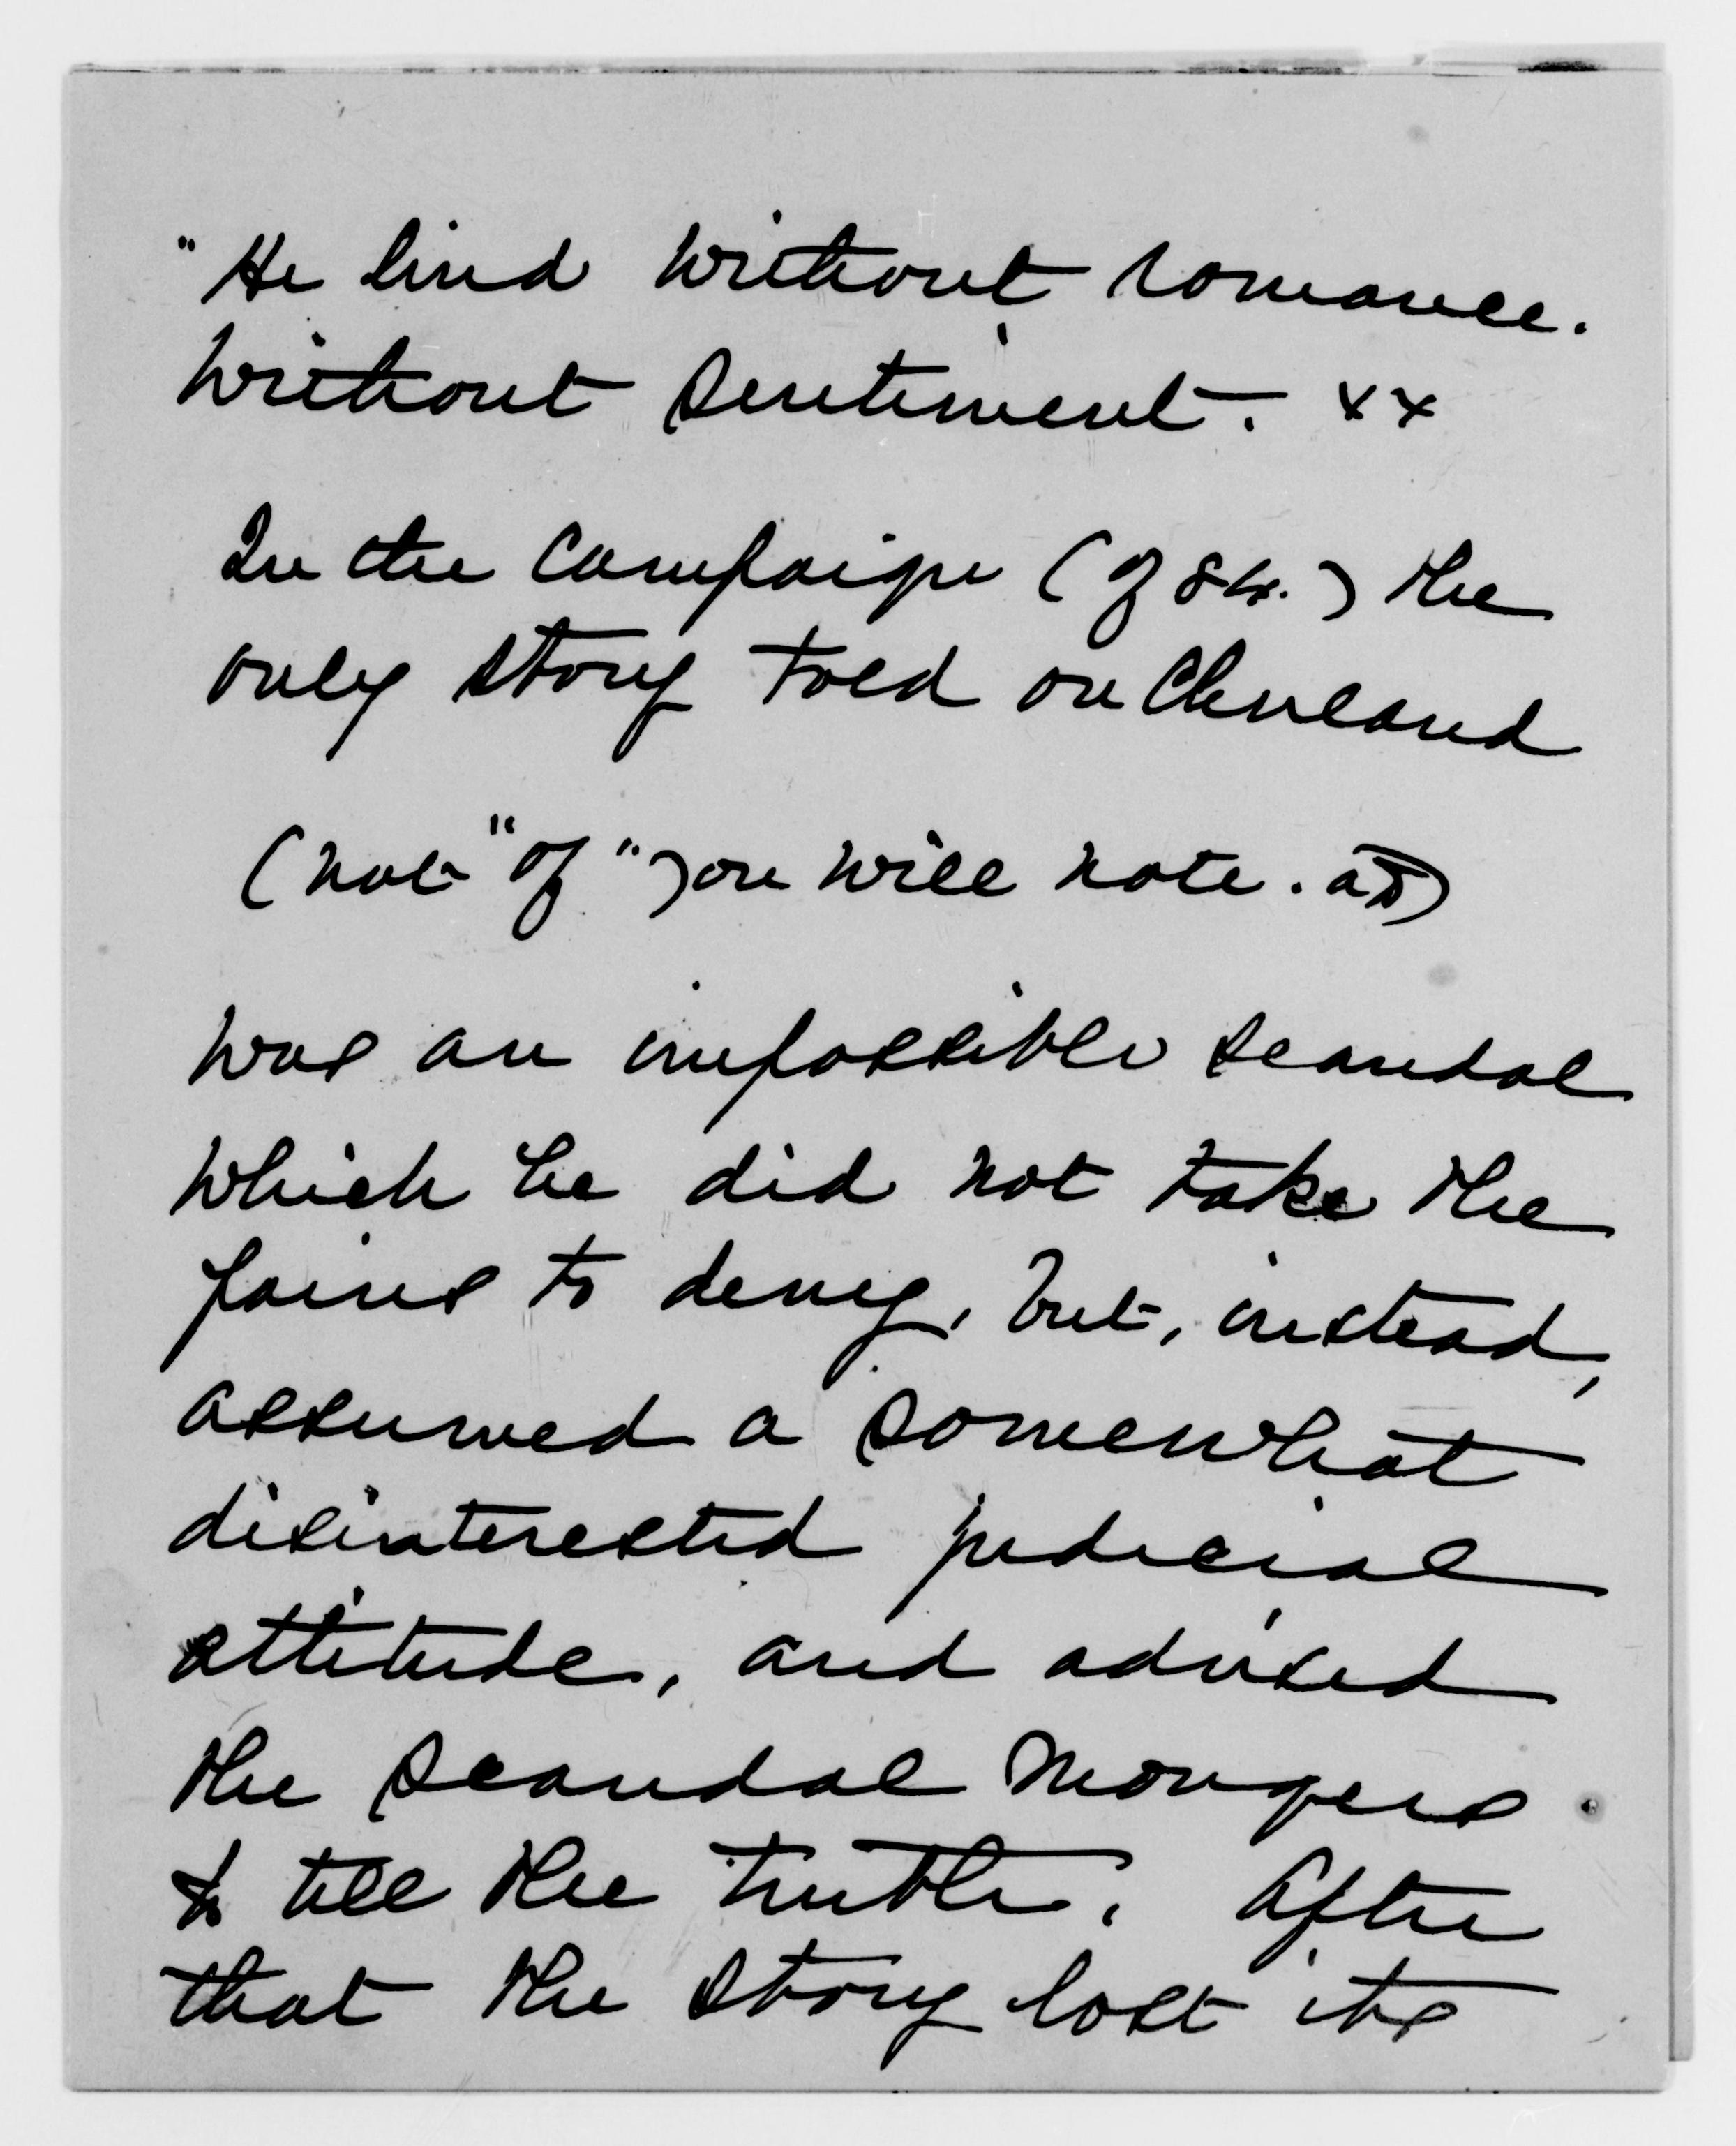 "He lived without romance.
Without sentiment. xx
In the campaign (of 84.) the
only story told on Cleveland
(not "of" you will note. AD)
was an impossible scandal
which he did not take the
pains to deny, but, instead,
assumed a somewhat
disinterested judicial
attitude, and advised
the scandal mongers
to tell the truth. After
that the story lost its